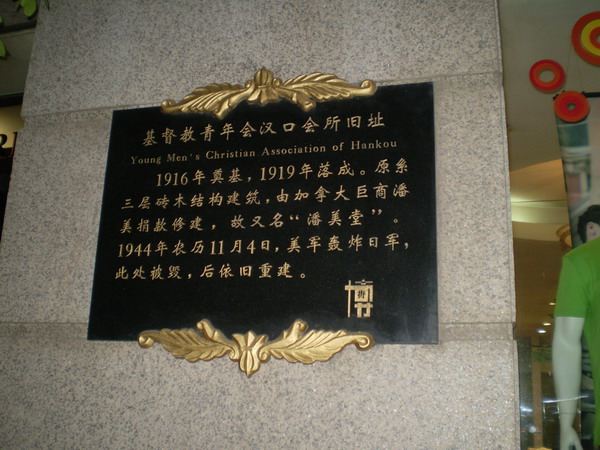 基督教青年会汉口会所旧址
Young Men's Christian Association of Hankou
1916年奠基，1919年落成。原系
三层砖木结构建筑，由加拿大巨商潘
美捐款修建，故又名“潘美堂”。
1944年农历11月4日，美军轰炸日军，
此处被毁，后依旧重建。